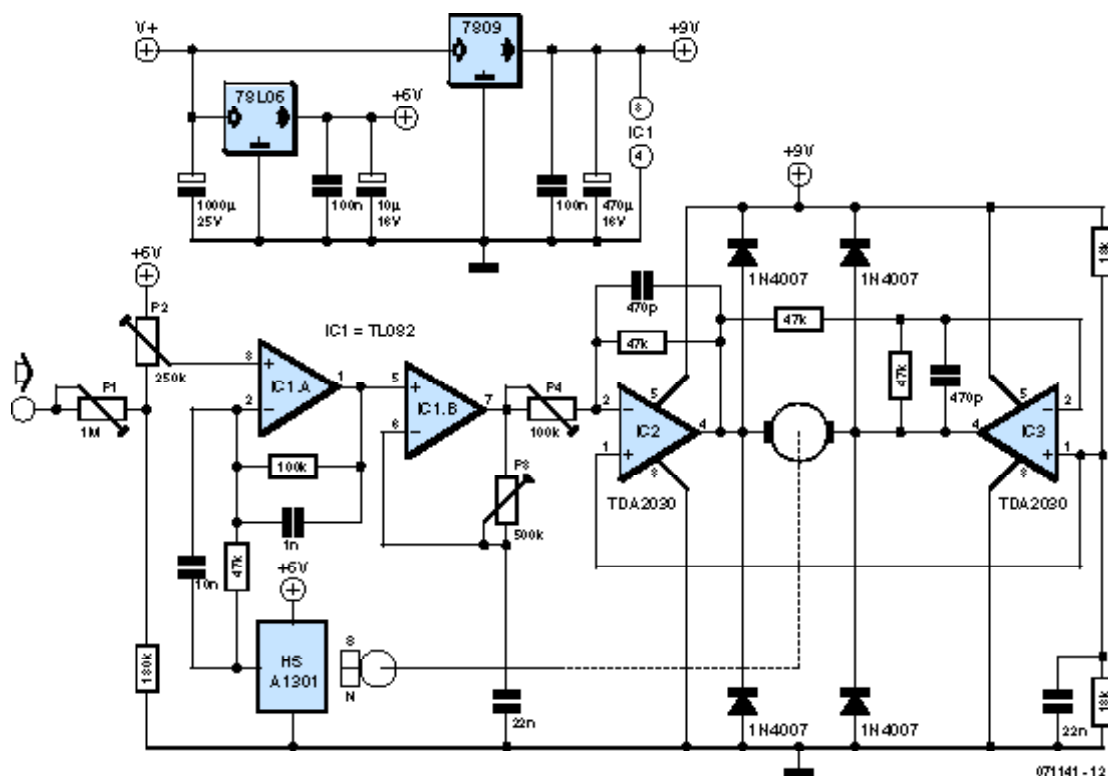 V+
7809
+9V
78L06
+6V
8
IC1
4
1000µ
25V
100n
10µ
16V
100n
470µ
16V
+6V
+9V
P2
1N4007
1N4007
18k
IC1 = TL082
470p
47k
P1
250k
3
IC1.A
1
5
IC1.B
7
P4
47k
47k
470p
1M
2
6
100k
2
IC2
5
4
5
4
IC3
2
100k
1
3
3
1
P3
TDA2030
TDA2030
1n
500k
10n
47k
+6V
180k
HS
A1301
S
N
22n
1N4007
1N4007
22n
18k
071141 - 12